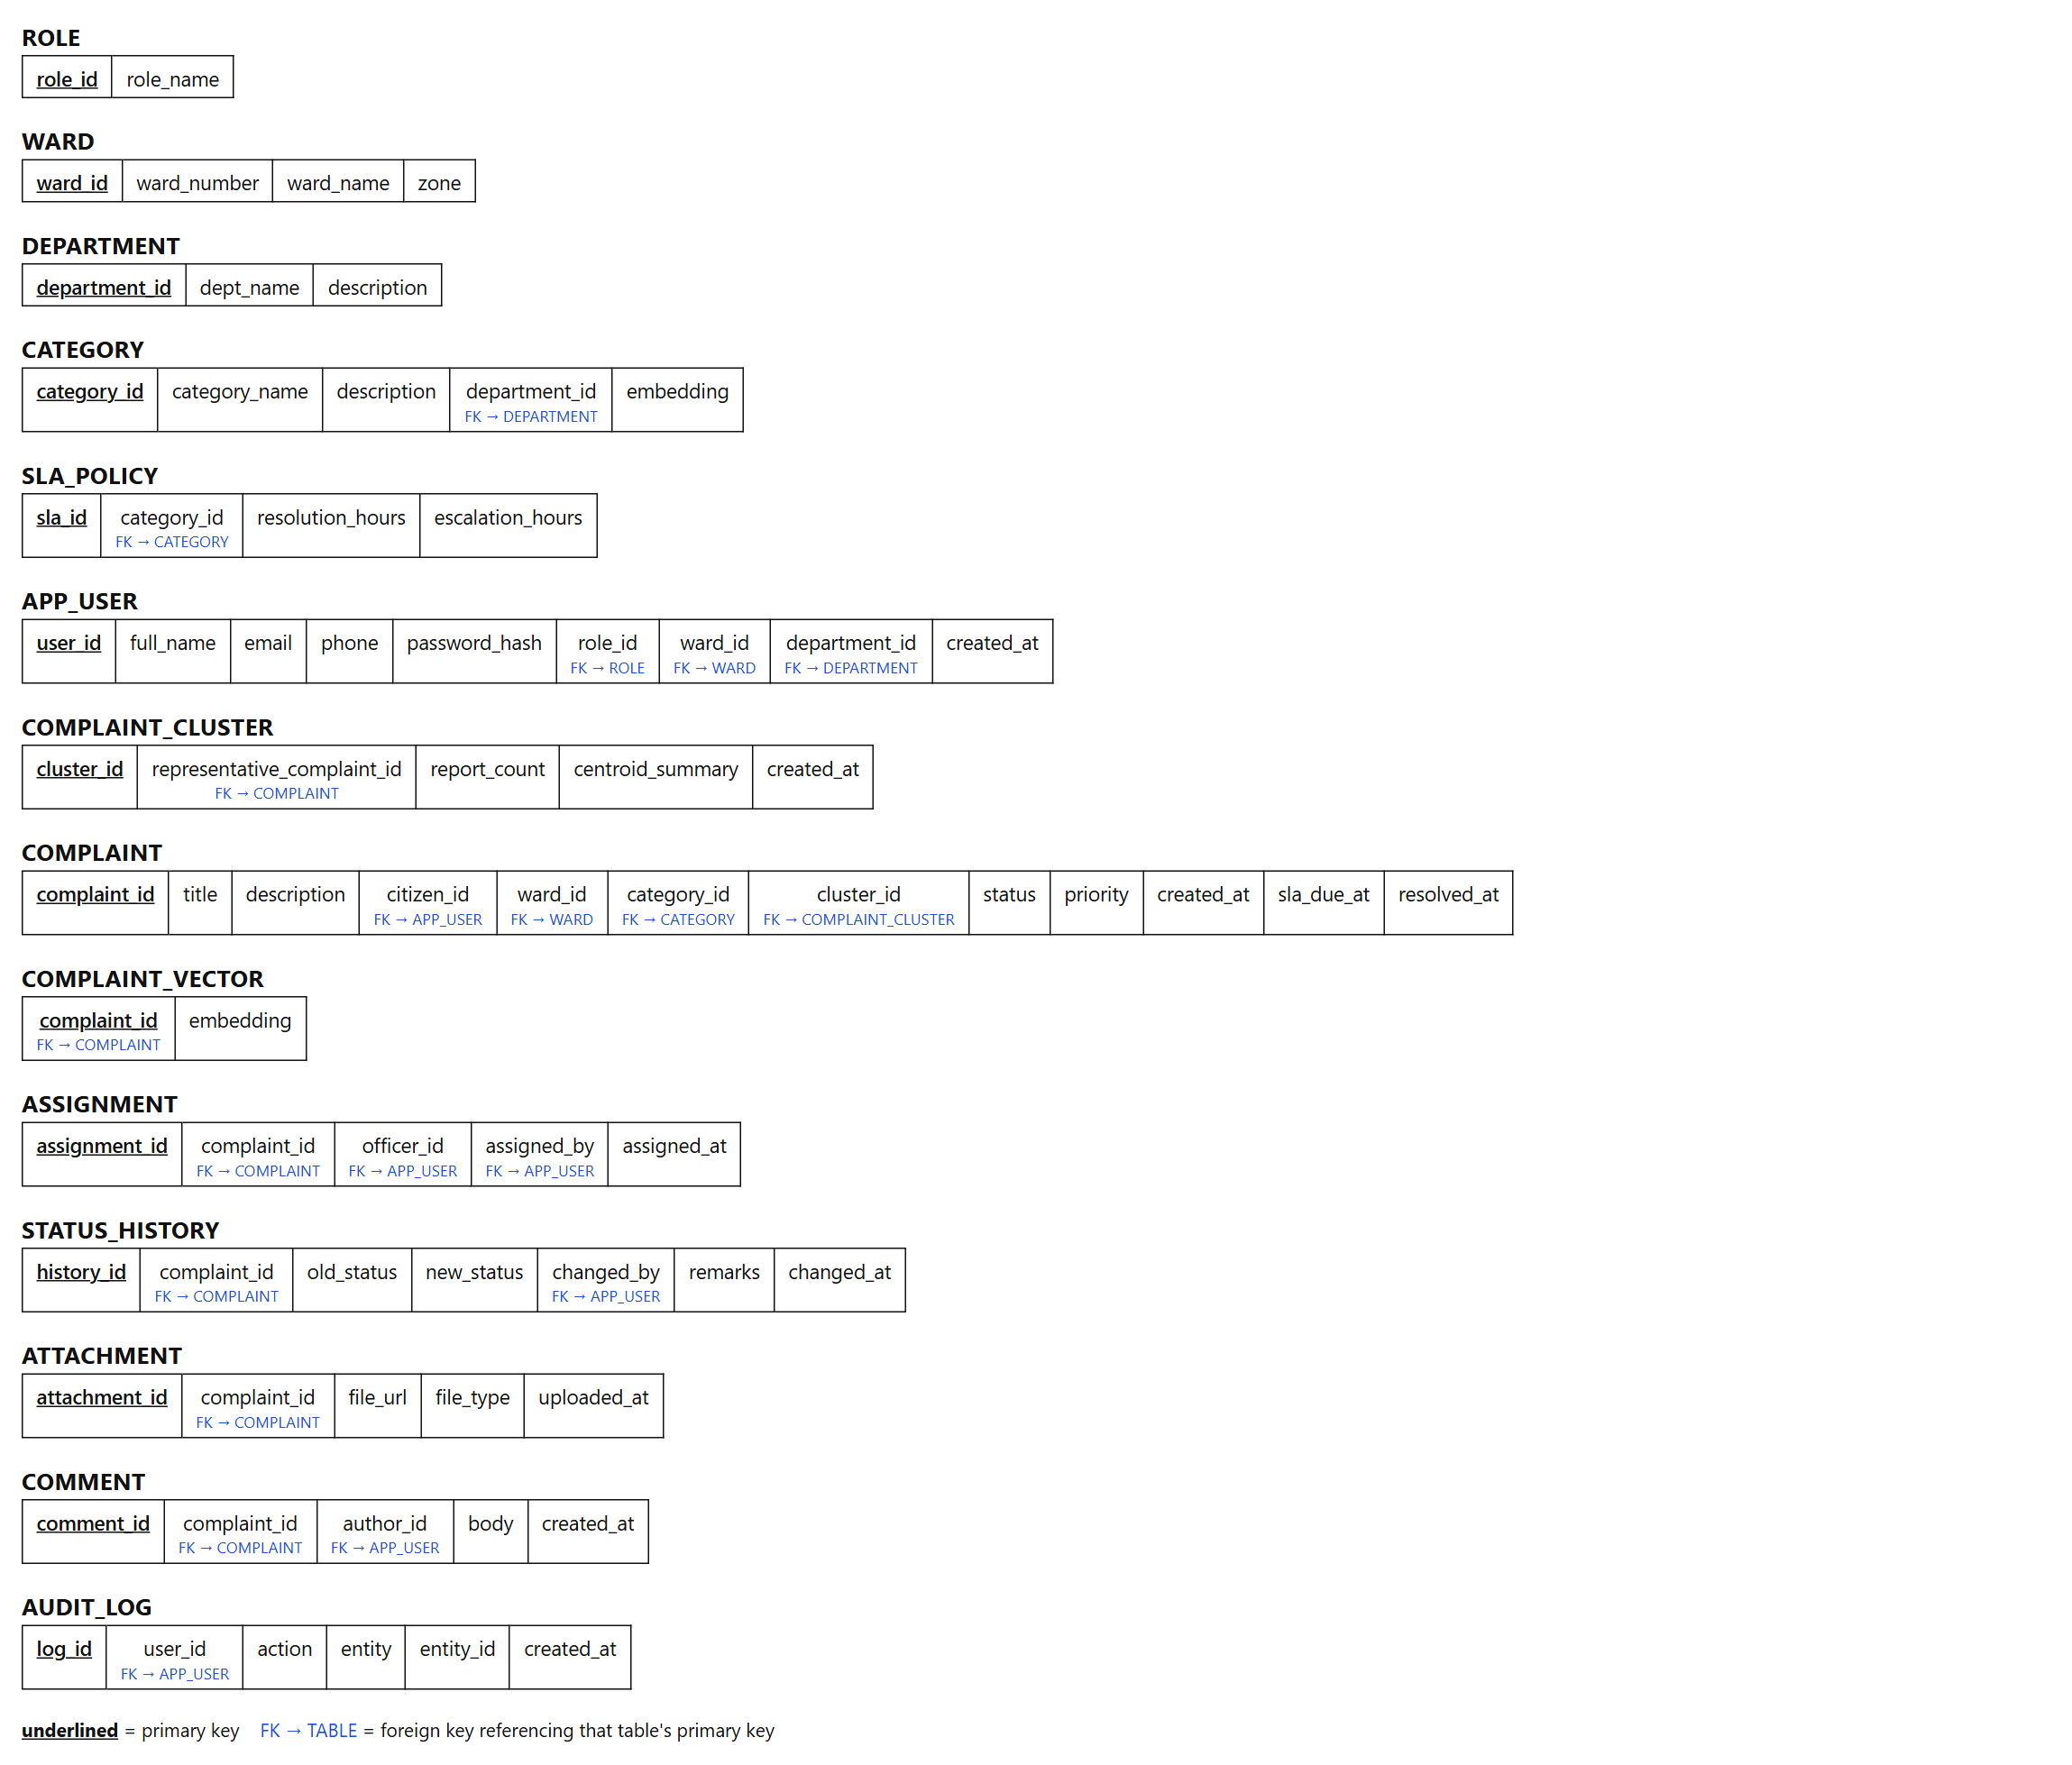 ROLE
role_id role_name
WARD
ward_id ward_number ward_name zone
DEPARTMENT
department_id dept_name description
CATEGORY
category_id category_name description department_id embedding
FK → DEPARTMENT
SLA_POLICY
sla_id category_id resolution_hours escalation_hours
FK → CATEGORY
APP_USER
user_id full_name email phone password_hash role_id ward_id department_id created_at
FK → ROLE FK → WARD FK → DEPARTMENT
COMPLAINT_CLUSTER
cluster_id representative_complaint_id report_count centroid_summary created_at
FK → COMPLAINT
COMPLAINT
complaint_id title description citizen_id ward_id category_id cluster_id status priority created_at sla_due_at resolved_at
FK → APP_USER FK → WARD FK → CATEGORY FK → COMPLAINT_CLUSTER
COMPLAINT_VECTOR
complaint_id embedding
FK → COMPLAINT
ASSIGNMENT
assignment_id complaint_id officer_id assigned_by assigned_at
FK → COMPLAINT FK → APP_USER FK → APP_USER
STATUS_HISTORY
history_id complaint_id old_status new_status changed_by remarks changed_at
FK → COMPLAINT FK → APP_USER
ATTACHMENT
attachment_id complaint_id file_url file_type uploaded_at
FK → COMPLAINT
COMMENT
comment_id complaint_id author_id body created_at
FK → COMPLAINT FK → APP_USER
AUDIT_LOG
log_id user_id action entity entity_id created_at
FK → APP_USER
underlined = primary key FK → TABLE = foreign key referencing that table's primary key